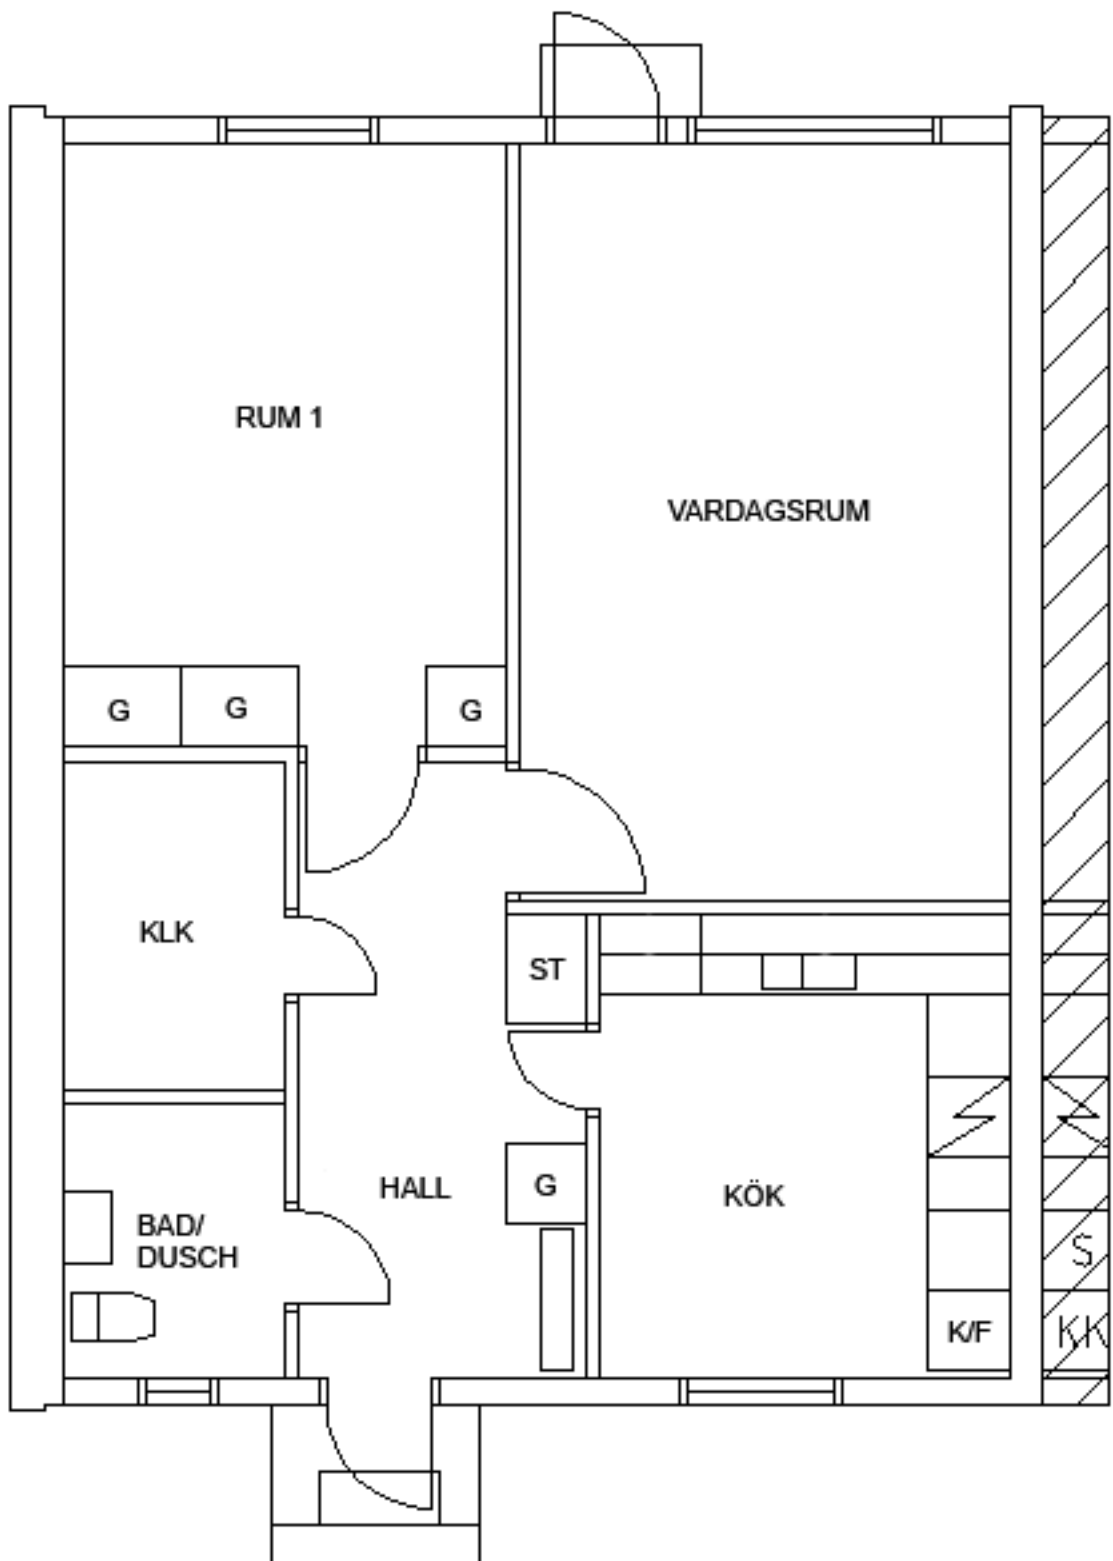 RUM 1
VARDAGSRUM
G
G
G
KLK
ST
HALL
G
KÖK
BAD/
DUSCH
S
K/F
KK